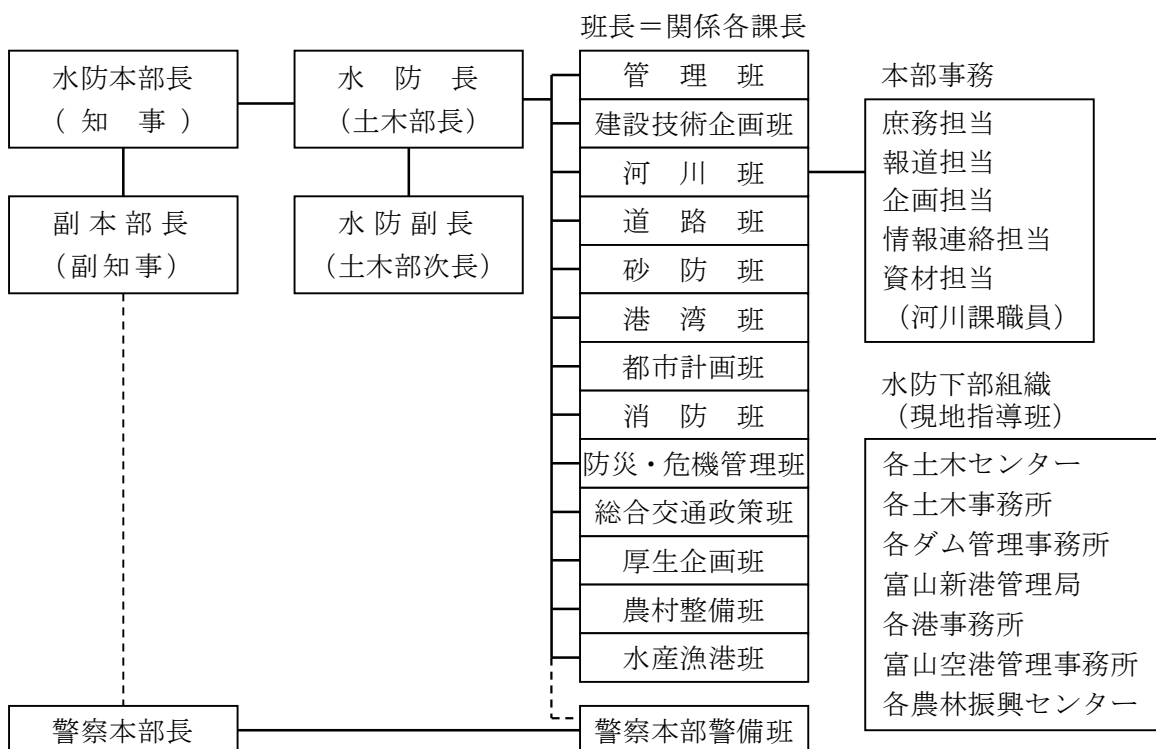 班長＝関係各課長
水防本部長
（知　事）
水　防　長
（土木部長）
副本部長
（副知事）
水防副長
（土木部次長）
管　理　班
建設技術企画班
河　川　班
道　路　班
砂　防　班
港　湾　班
都市計画班
消　防　班
防災・危機管理班
総合交通政策班
厚生企画班
農村整備班
水産漁港班
本部事務
庶務担当
報道担当
企画担当
情報連絡担当
資材担当
（河川課職員）
水防下部組織
（現地指導班）
各土木センター
各土木事務所
各ダム管理事務所
富山新港管理局
各港事務所
富山空港管理事務所
各農林振興センター
警察本部長
警察本部警備班